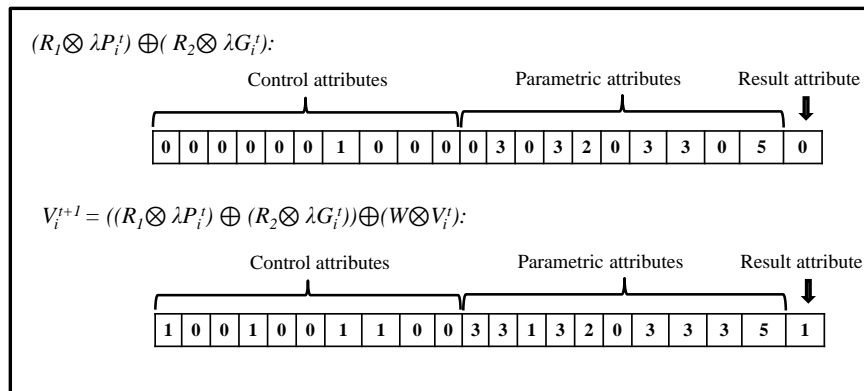 (R₁⊗ λPᵢᵗ) ⊕( R₂⊗ λGᵢᵗ):
Control attributes Parametric attributes Result attribute
0 0 0 0 0 0 1 0 0 0 0 3 0 3 2 0 3 3 0 5 0
Vᵢᵗ⁺¹ = ((R₁⊗ λPᵢᵗ) ⊕ (R₂⊗ λGᵢᵗ))⊕(W⊗Vᵢᵗ):
Control attributes Parametric attributes Result attribute
1 0 0 1 0 0 1 1 0 0 3 3 1 3 2 0 3 3 3 5 1